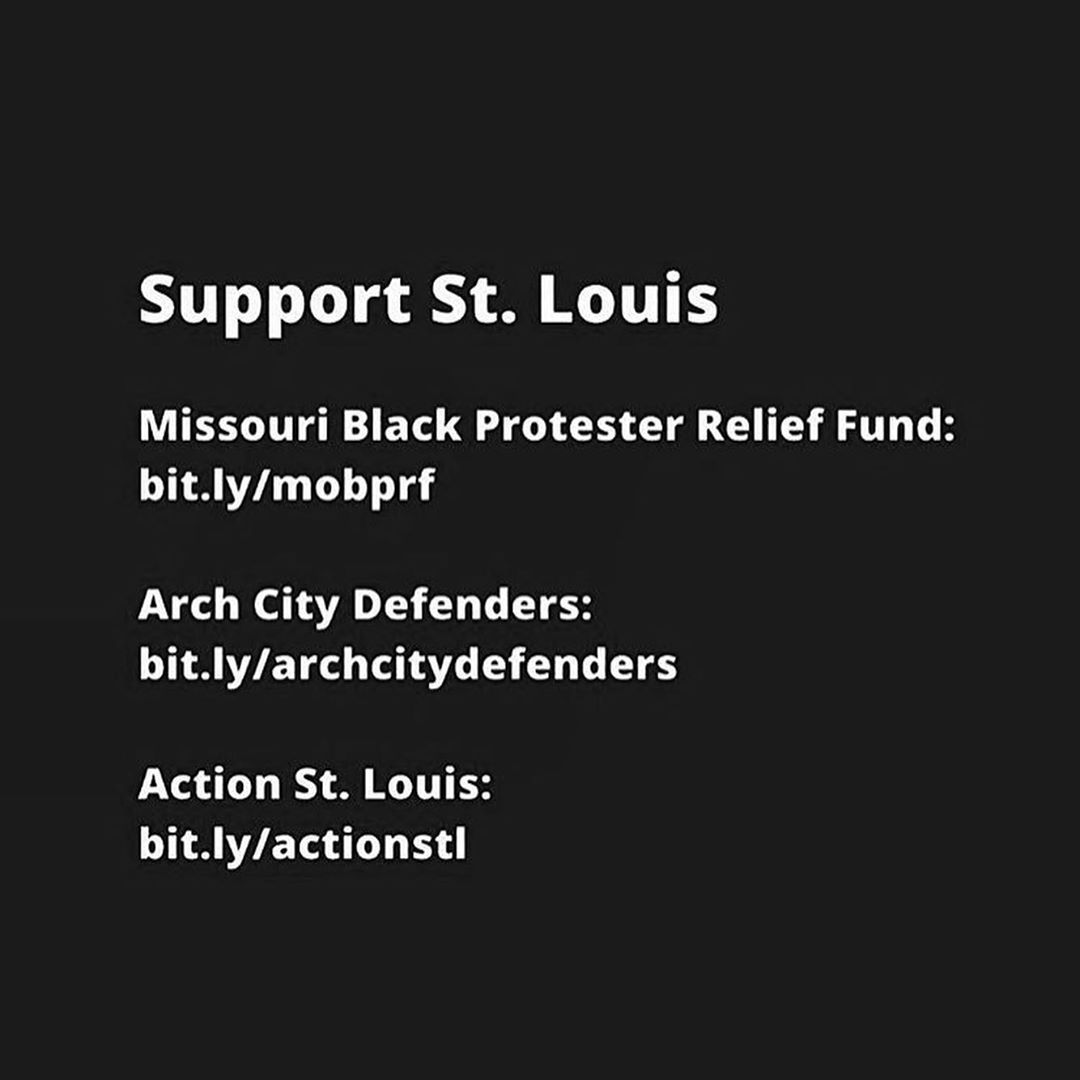 Support St. Louis
Missouri Black Protester Relief Fund:
bit.ly/mobprf
Arch City Defenders:
bit.ly/archcitydefenders
Action St. Louis:
bit.ly/actionstl